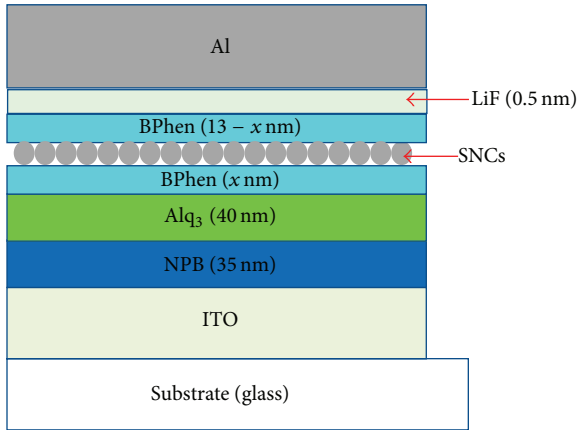 Al
LiF (0.5 nm)
BPhen (13 − x nm)
SNCs
BPhen (x nm)
Alq₃ (40 nm)
NPB (35 nm)
ITO
Substrate (glass)